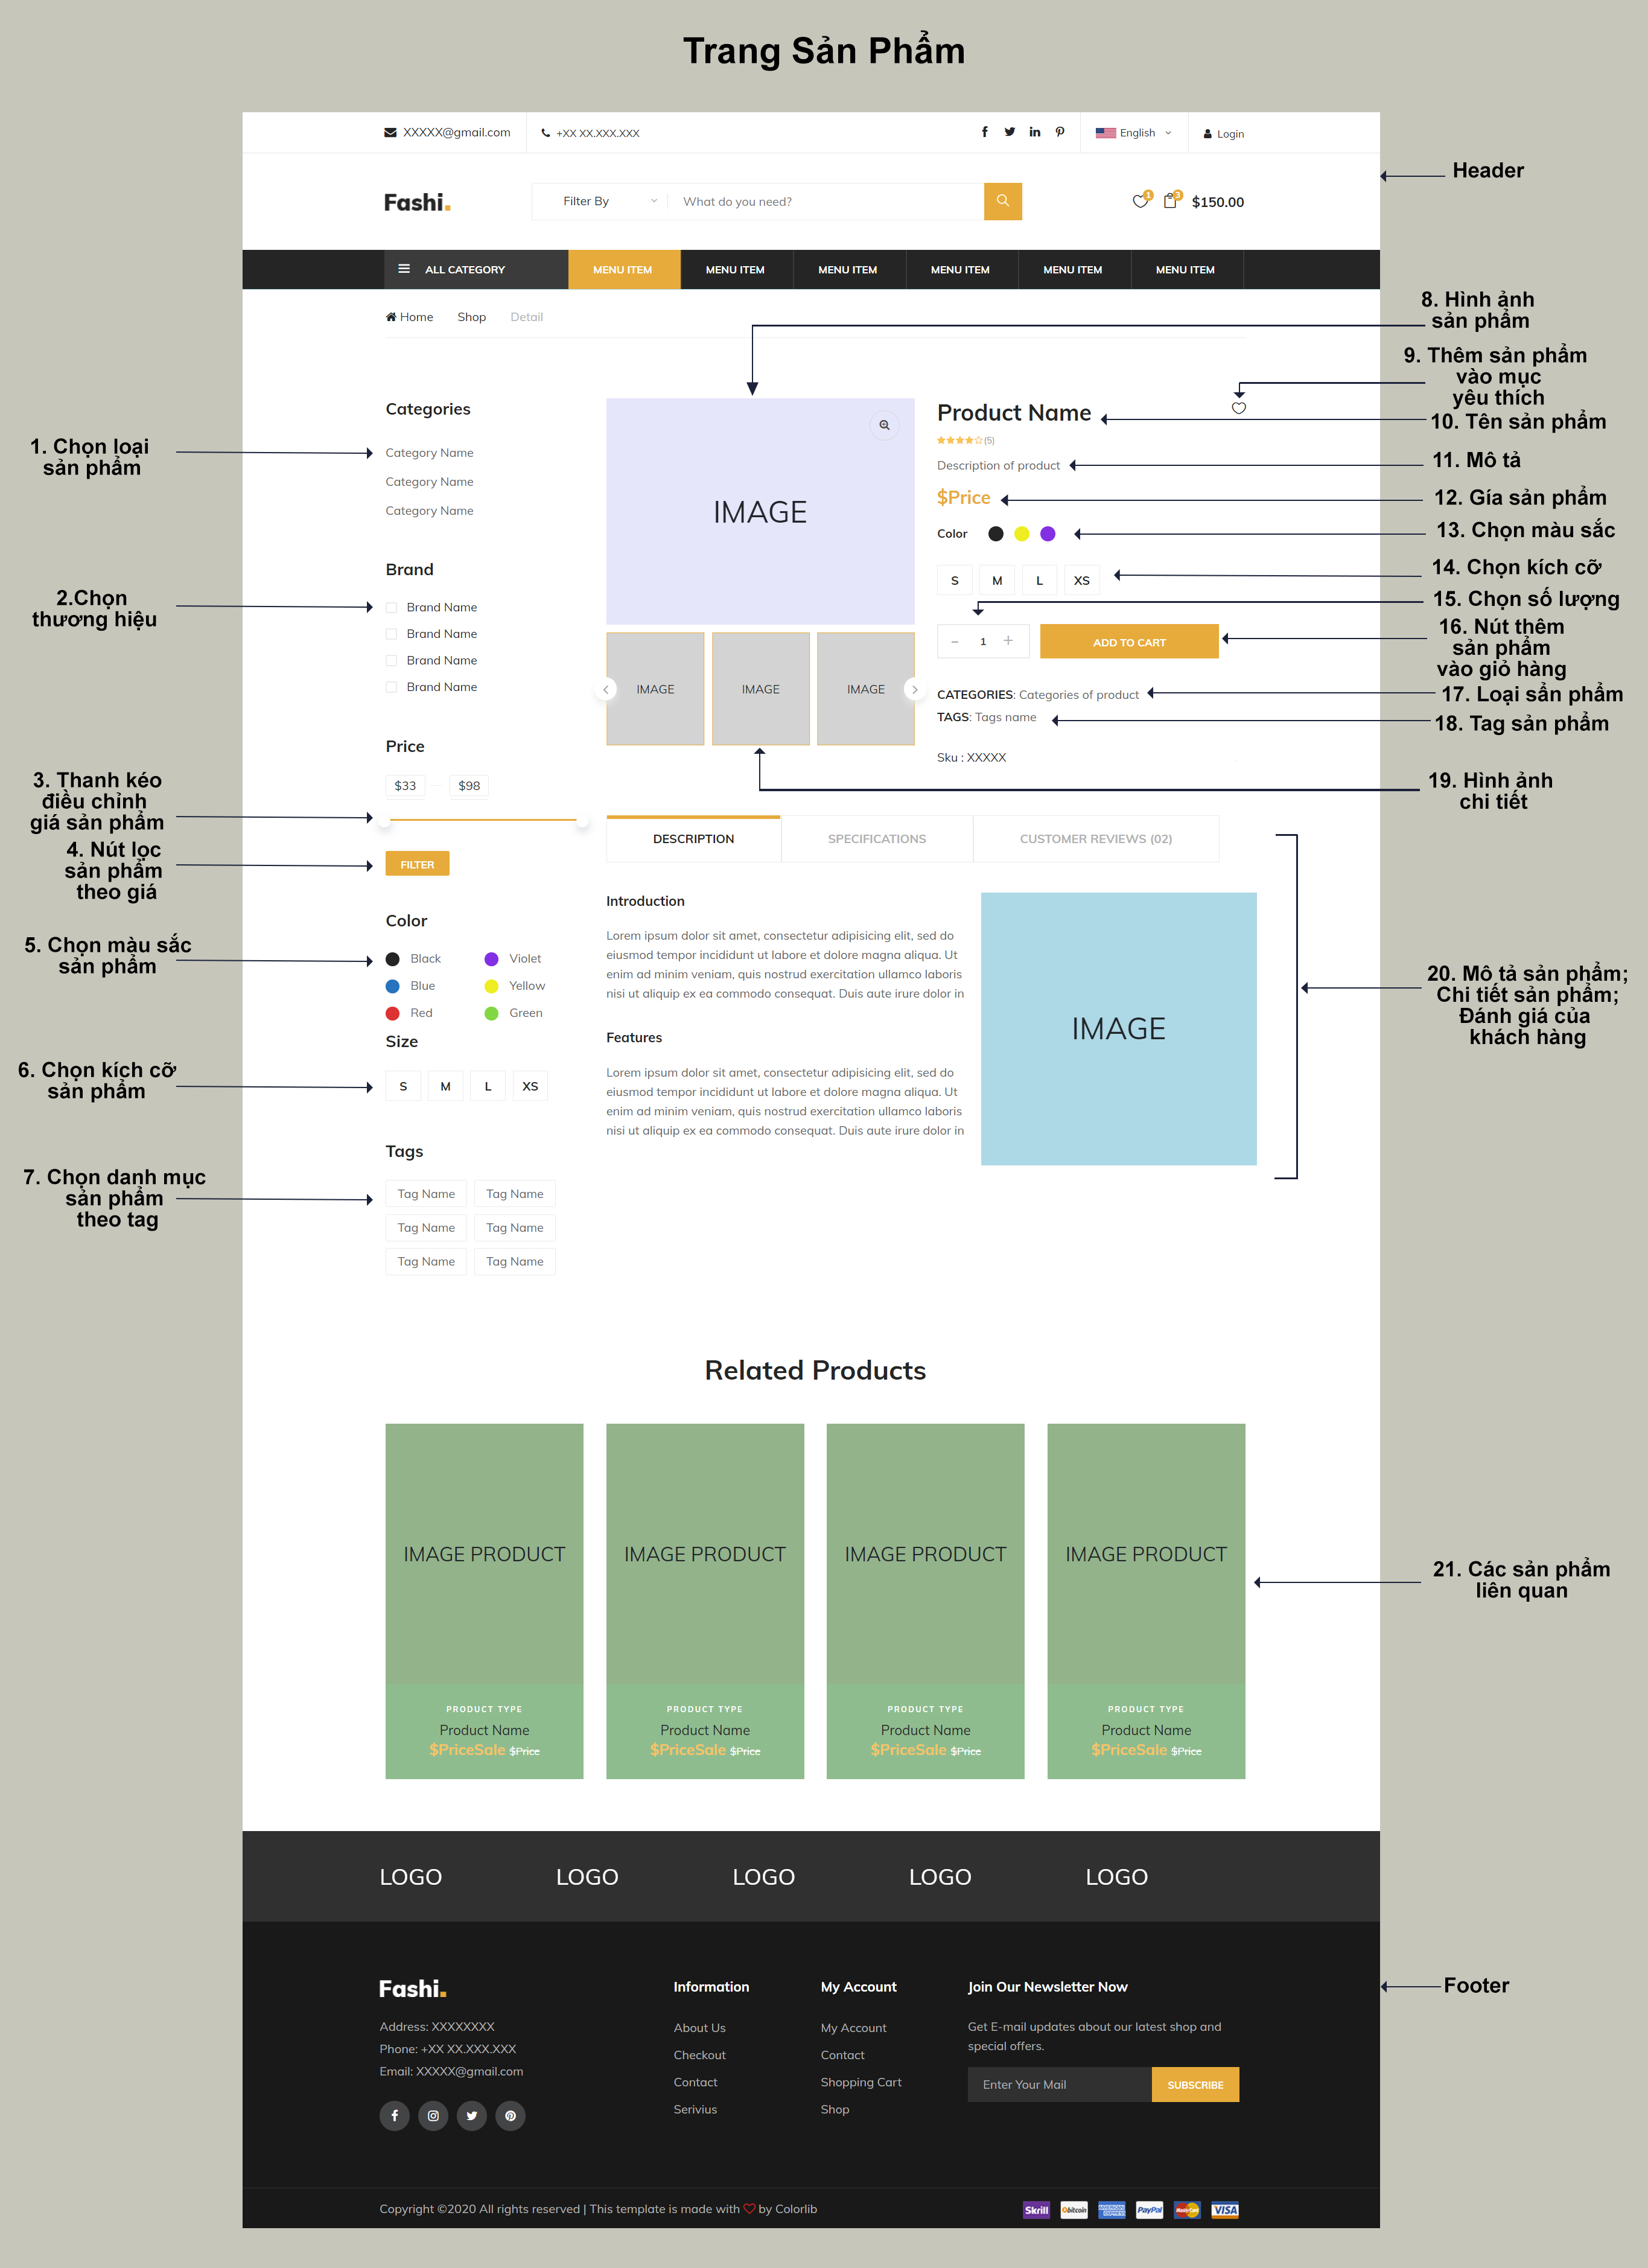 Trang Sản Phẩm
XXXXX@gmail.com
+XX XX.XXX.XXX
English
Login
Header
Fashi.
Filter By
What do you need?
1
3
$150.00
ALL CATEGORY
MENU ITEM
MENU ITEM
MENU ITEM
MENU ITEM
MENU ITEM
MENU ITEM
Home
Shop
Detail
1. Chọn loại
sản phẩm
2.Chọn
thương hiệu
3. Thanh kéo
điều chỉnh
giá sản phẩm
4. Nút lọc
sản phẩm
theo giá
5. Chọn màu sắc
sản phẩm
6. Chọn kích cỡ
sản phẩm
7. Chọn danh mục
sản phẩm
theo tag
Categories
Category Name
Category Name
Category Name
Brand
Brand Name
Brand Name
Brand Name
Brand Name
Price
$33
$98
FILTER
Color
Black
Violet
Blue
Yellow
Red
Green
Size
S
M
L
XS
Tags
Tag Name
Tag Name
Tag Name
Tag Name
Tag Name
Tag Name
IMAGE
IMAGE
IMAGE
IMAGE
Product Name
(5)
Description of product
$Price
Color
S
M
L
XS
–
1
+
ADD TO CART
CATEGORIES: Categories of product
TAGS: Tags name
Sku : XXXXX
8. Hình ảnh
sản phẩm
9. Thêm sản phẩm
vào mục
yêu thích
10. Tên sản phẩm
11. Mô tả
12. Gía sản phẩm
13. Chọn màu sắc
14. Chọn kích cỡ
15. Chọn số lượng
16. Nút thêm
sản phẩm
vào giỏ hàng
17. Loại sẩn phẩm
18. Tag sản phẩm
19. Hình ảnh
chi tiết
DESCRIPTION
SPECIFICATIONS
CUSTOMER REVIEWS (02)
Introduction
Lorem ipsum dolor sit amet, consectetur adipisicing elit, sed do
eiusmod tempor incididunt ut labore et dolore magna aliqua. Ut
enim ad minim veniam, quis nostrud exercitation ullamco laboris
nisi ut aliquip ex ea commodo consequat. Duis aute irure dolor in
Features
Lorem ipsum dolor sit amet, consectetur adipisicing elit, sed do
eiusmod tempor incididunt ut labore et dolore magna aliqua. Ut
enim ad minim veniam, quis nostrud exercitation ullamco laboris
nisi ut aliquip ex ea commodo consequat. Duis aute irure dolor in
IMAGE
20. Mô tả sản phẩm;
Chi tiết sản phẩm;
Đánh giá của
khách hàng
Related Products
IMAGE PRODUCT
IMAGE PRODUCT
IMAGE PRODUCT
IMAGE PRODUCT
PRODUCT TYPE
PRODUCT TYPE
PRODUCT TYPE
PRODUCT TYPE
Product Name
Product Name
Product Name
Product Name
$PriceSale $Price
$PriceSale $Price
$PriceSale $Price
$PriceSale $Price
21. Các sản phẩm
liên quan
LOGO
LOGO
LOGO
LOGO
LOGO
Footer
Fashi.
Address: XXXXXXXX
Phone: +XX XX.XXX.XXX
Email: XXXXX@gmail.com
Information
About Us
Checkout
Contact
Serivius
My Account
My Account
Contact
Shopping Cart
Shop
Join Our Newsletter Now
Get E-mail updates about our latest shop and
special offers.
Enter Your Mail
SUBSCRIBE
Copyright ©2020 All rights reserved | This template is made with
by Colorlib
Skrill
bitcoin
AMERICAN EXPRESS
PayPal
MasterCard
VISA